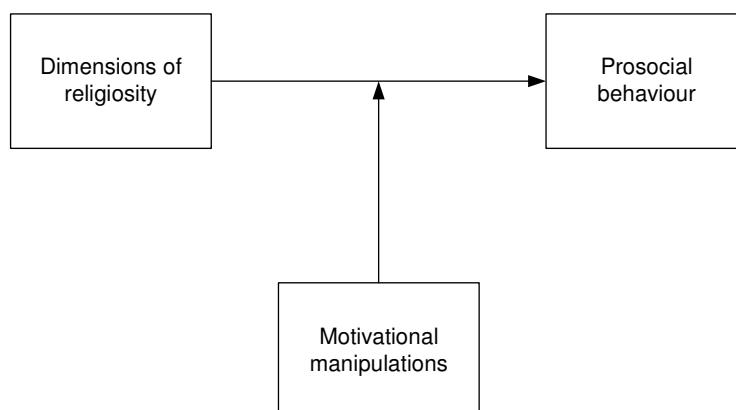 Dimensions of
religiosity
Prosocial
behaviour
Motivational
manipulations